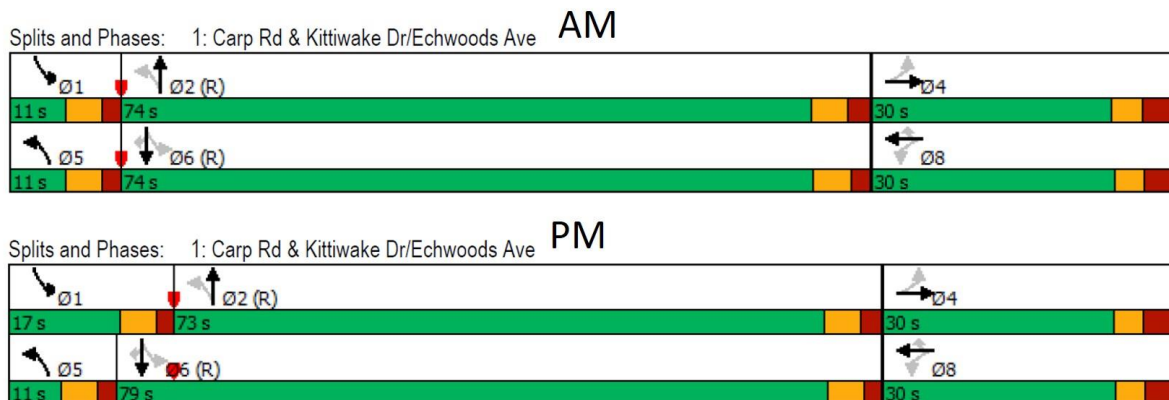 AM
Splits and Phases: 1: Carp Rd & Kittiwake Dr/Echwoods Ave
Ø1 Ø2 (R) Ø4
11 s 74 s 30 s
Ø5 Ø6 (R) Ø8
11 s 74 s 30 s
PM
Splits and Phases: 1: Carp Rd & Kittiwake Dr/Echwoods Ave
Ø1 Ø2 (R) Ø4
17 s 73 s 30 s
Ø5 Ø6 (R) Ø8
11 s 79 s 30 s